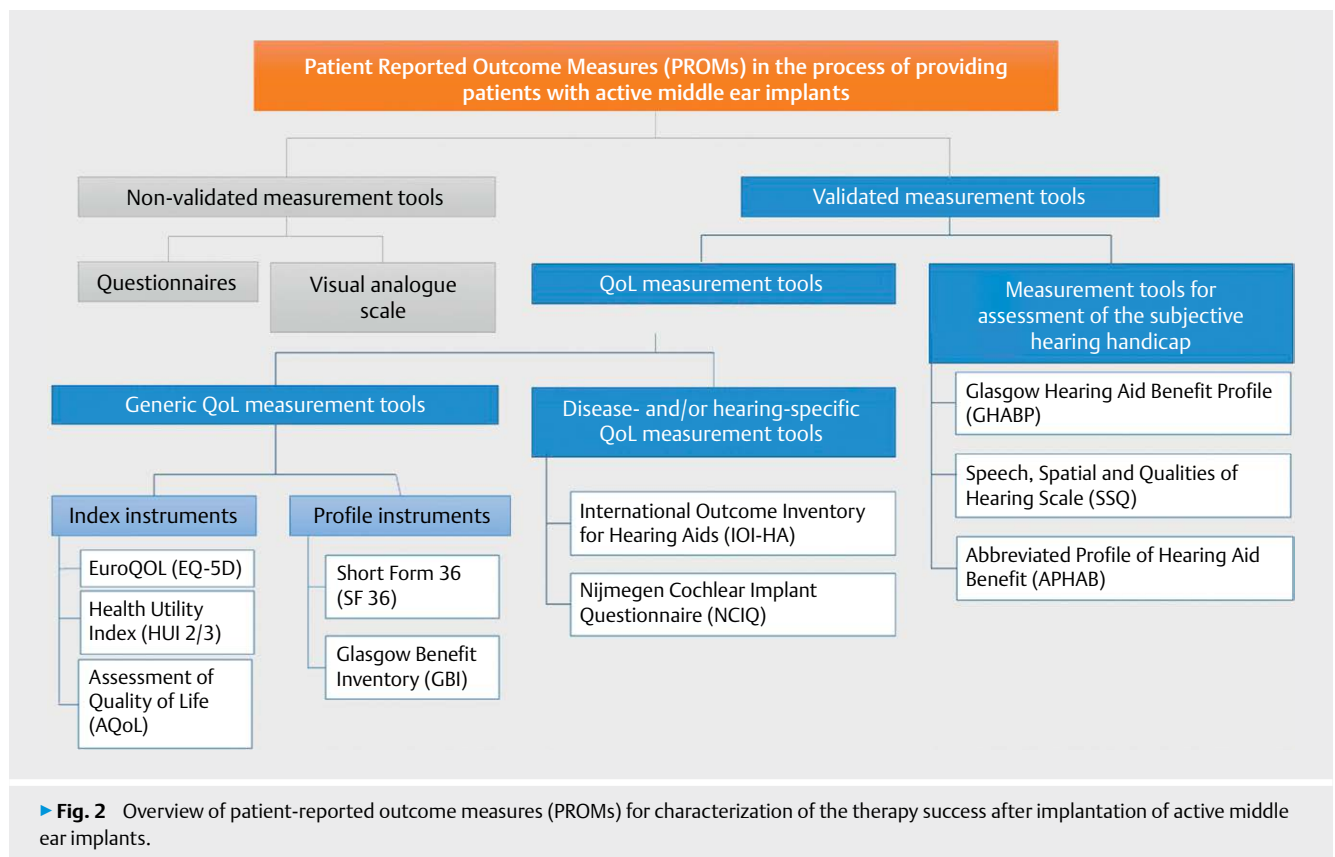 Patient Reported Outcome Measures (PROMs) in the process of providing
patients with active middle ear implants
Non-validated measurement tools
Validated measurement tools
Questionnaires
Visual analogue
scale
QoL measurement tools
Measurement tools for
assessment of the subjective
hearing handicap
Generic QoL measurement tools
Disease- and/or hearing-specific
QoL measurement tools
Glasgow Hearing Aid Benefit Profile
(GHABP)
Speech, Spatial and Qualities of
Hearing Scale (SSQ)
Abbreviated Profile of Hearing Aid
Benefit (APHAB)
Index instruments
Profile instruments
International Outcome Inventory
for Hearing Aids (IOI-HA)
Nijmegen Cochlear Implant
Questionnaire (NCIQ)
EuroQOL (EQ-5D)
Health Utility
Index (HUI 2/3)
Assessment of
Quality of Life
(AQoL)
Short Form 36
(SF 36)
Glasgow Benefit
Inventory (GBI)
► Fig. 2 Overview of patient-reported outcome measures (PROMs) for characterization of the therapy success after implantation of active middle
ear implants.